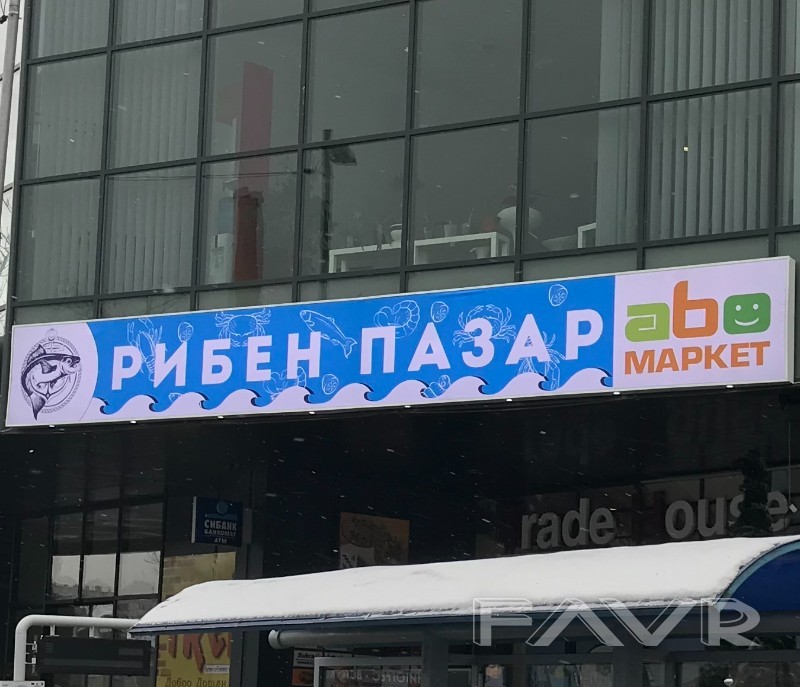 РИБЕН ПАЗАР
abo
МАРКЕТ
СИБАНК
БАНКОМАТ
ATM
rade House
FAVR
Добро Дошли